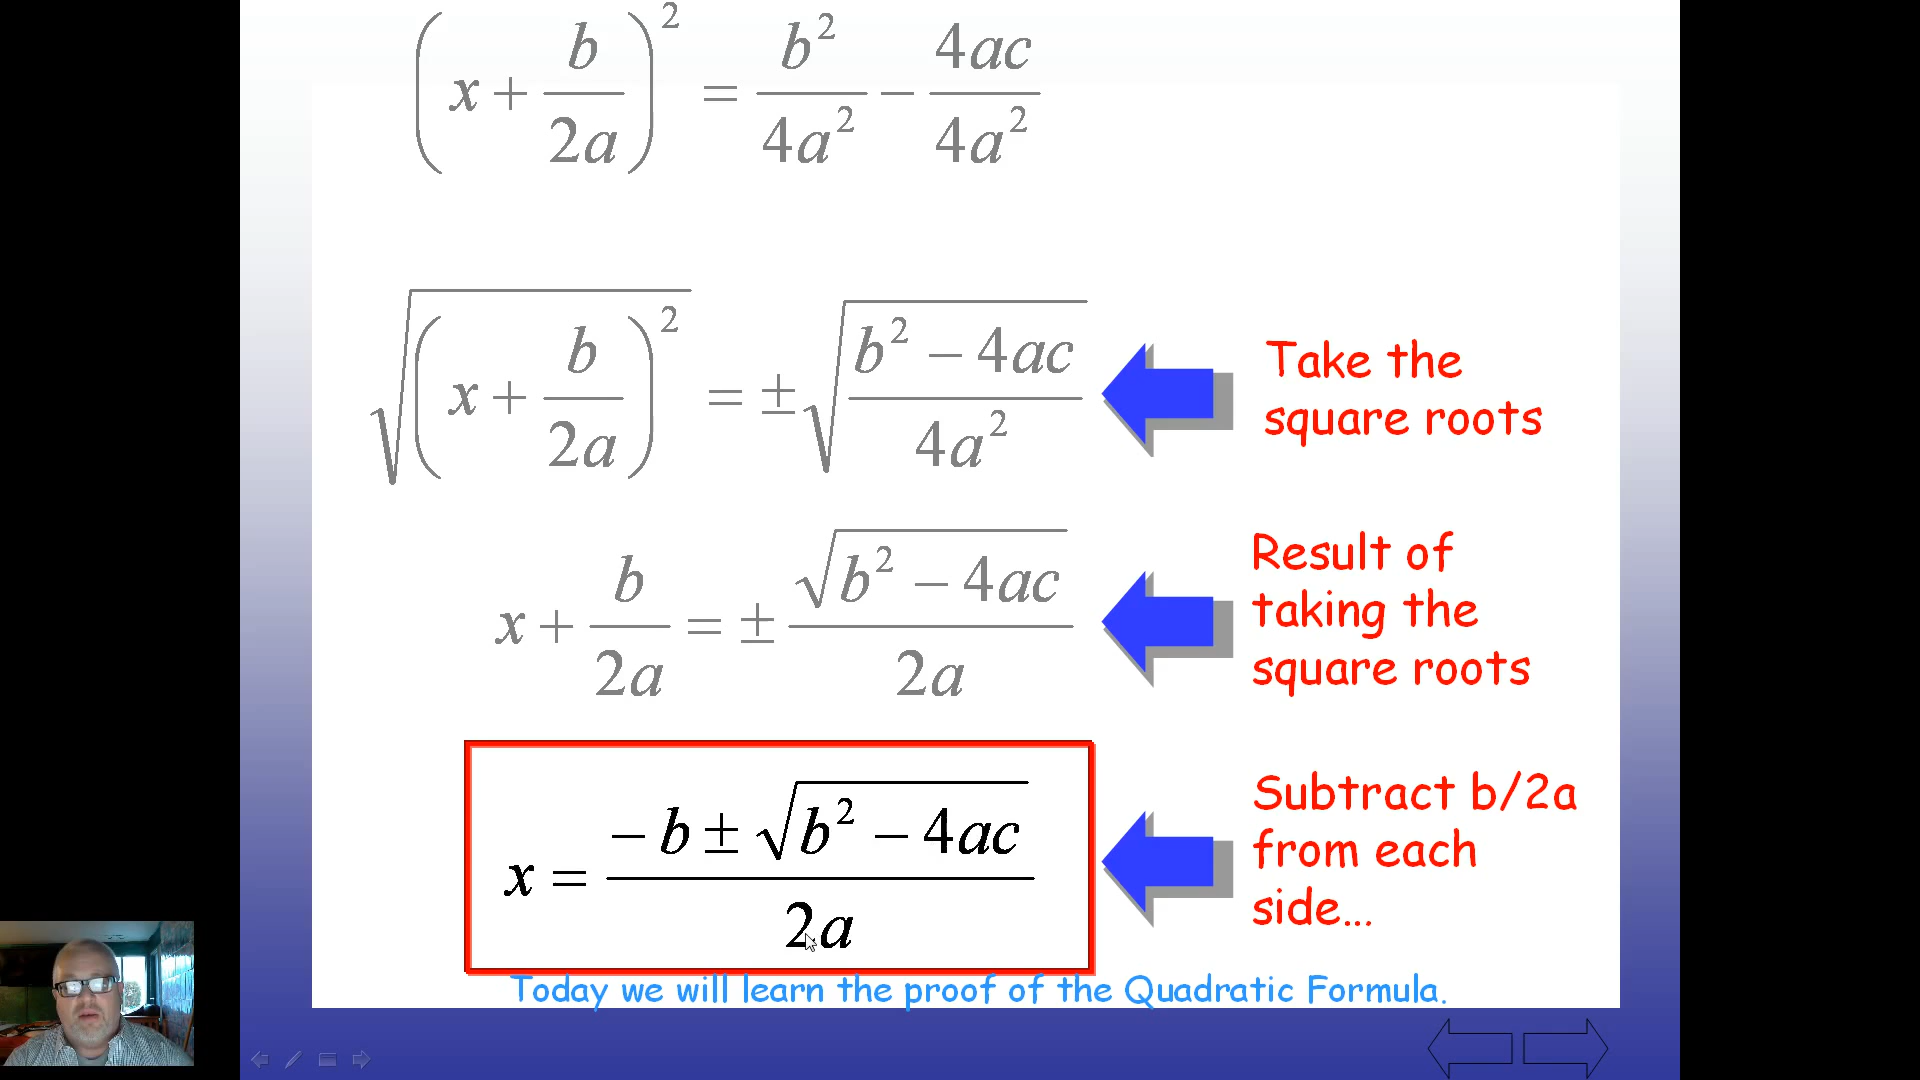 (x + b/2a)² = b²/4a² − 4ac/4a²
√(x + b/2a)² = ±√((b² − 4ac)/4a²)
Take the
square roots
x + b/2a = ± √(b² − 4ac)/2a
Result of
taking the
square roots
x = (−b ± √(b² − 4ac))/2a
Subtract b/2a
from each
side...
Today we will learn the proof of the Quadratic Formula.